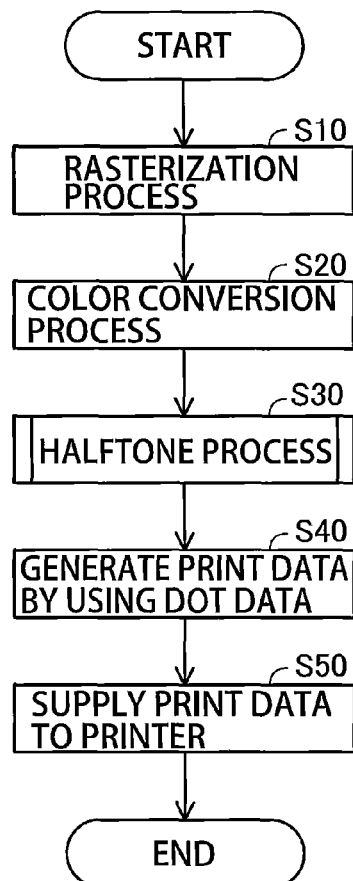 START
S10
RASTERIZATION
PROCESS
S20
COLOR CONVERSION
PROCESS
S30
HALFTONE PROCESS
S40
GENERATE PRINT DATA
BY USING DOT DATA
S50
SUPPLY PRINT DATA
TO PRINTER
END